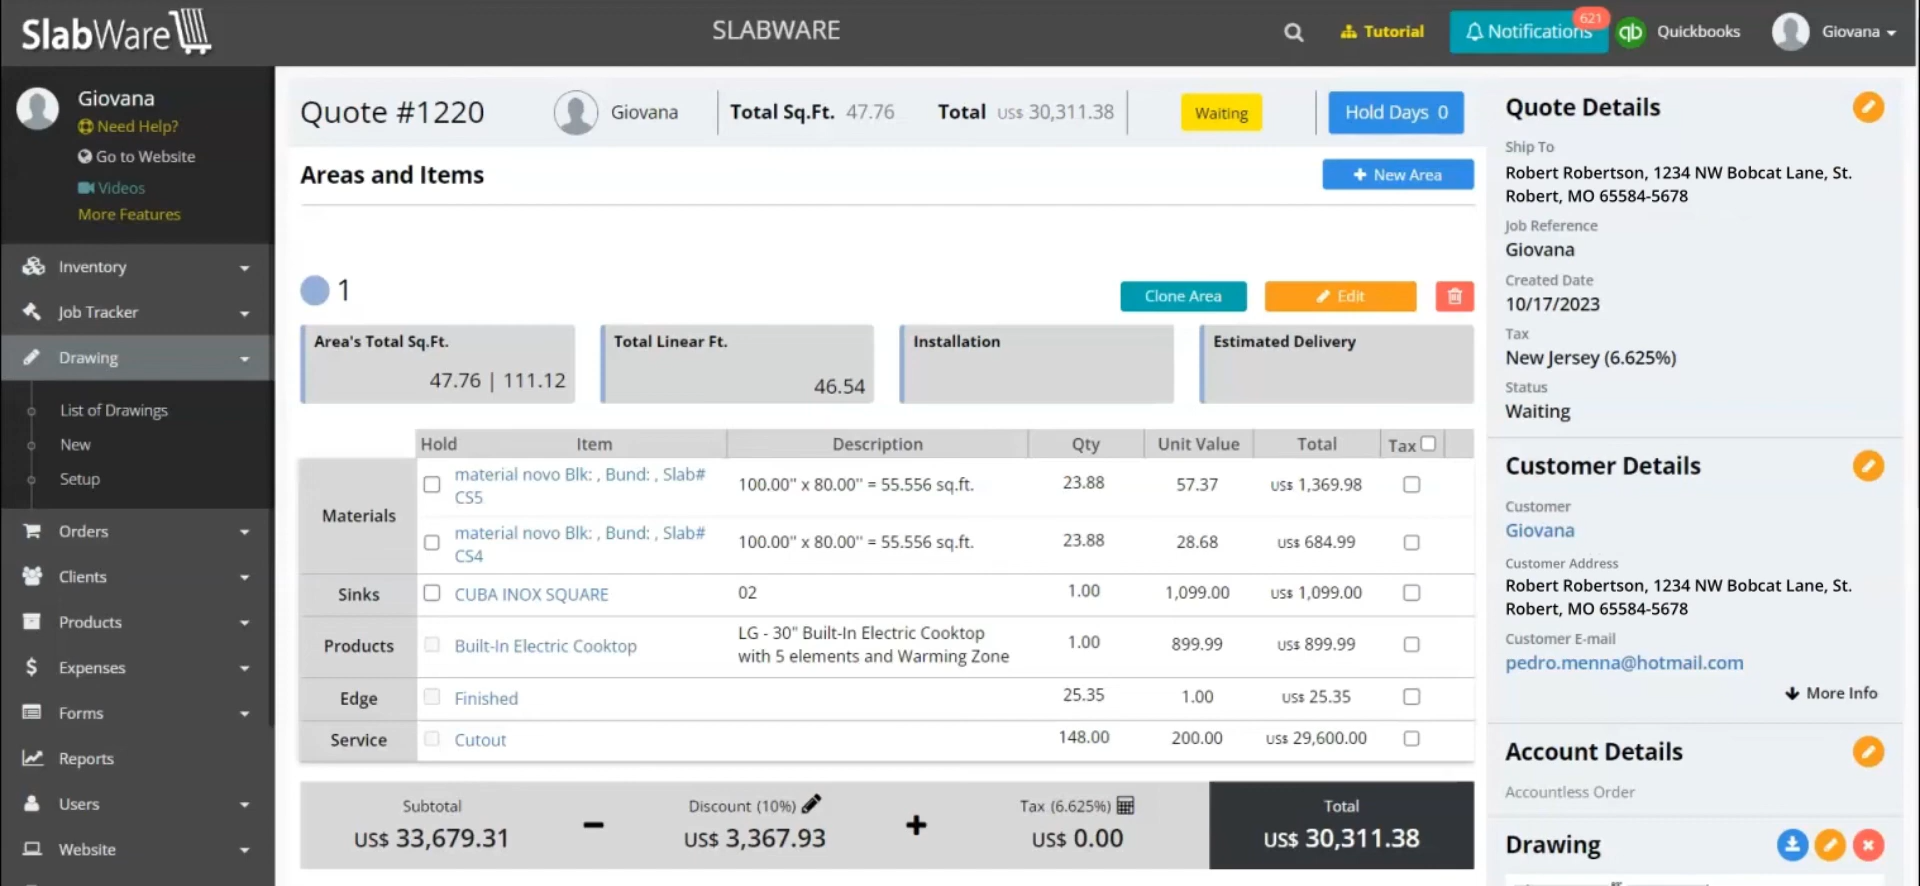 SlabWare
SLABWARE
Tutorial
Notifications
621
qb
Quickbooks
Giovana
Giovana
Need Help?
Go to Website
Videos
More Features
Inventory
Job Tracker
Drawing
List of Drawings
New
Setup
Orders
Clients
Products
Expenses
Forms
Reports
Users
Website
Quote #1220
Giovana
Total Sq.Ft. 47.76
Total US$ 30,311.38
Waiting
Hold Days 0
Areas and Items
New Area
1
Clone Area
Edit
Area's Total Sq.Ft.
47.76 | 111.12
Total Linear Ft.
46.54
Installation
Estimated Delivery
Hold Item Description Qty Unit Value Total Tax
Materials
material novo Blk: , Bund: , Slab#
CS5
100.00" x 80.00" = 55.556 sq.ft. 23.88 57.37 US$ 1,369.98
material novo Blk: , Bund: , Slab#
CS4
100.00" x 80.00" = 55.556 sq.ft. 23.88 28.68 US$ 684.99
Sinks CUBA INOX SQUARE 02 1.00 1,099.00 US$ 1,099.00
Products Built-In Electric Cooktop
LG - 30" Built-In Electric Cooktop
with 5 elements and Warming Zone
1.00 899.99 US$ 899.99
Edge Finished 25.35 1.00 US$ 25.35
Service Cutout 148.00 200.00 US$ 29,600.00
Subtotal
US$ 33,679.31
Discount (10%)
US$ 3,367.93
Tax (6.625%)
US$ 0.00
Total
US$ 30,311.38
Quote Details
Ship To
Robert Robertson, 1234 NW Bobcat Lane, St.
Robert, MO 65584-5678
Job Reference
Giovana
Created Date
10/17/2023
Tax
New Jersey (6.625%)
Status
Waiting
Customer Details
Customer
Giovana
Customer Address
Robert Robertson, 1234 NW Bobcat Lane, St.
Robert, MO 65584-5678
Customer E-mail
pedro.menna@hotmail.com
More Info
Account Details
Accountless Order
Drawing